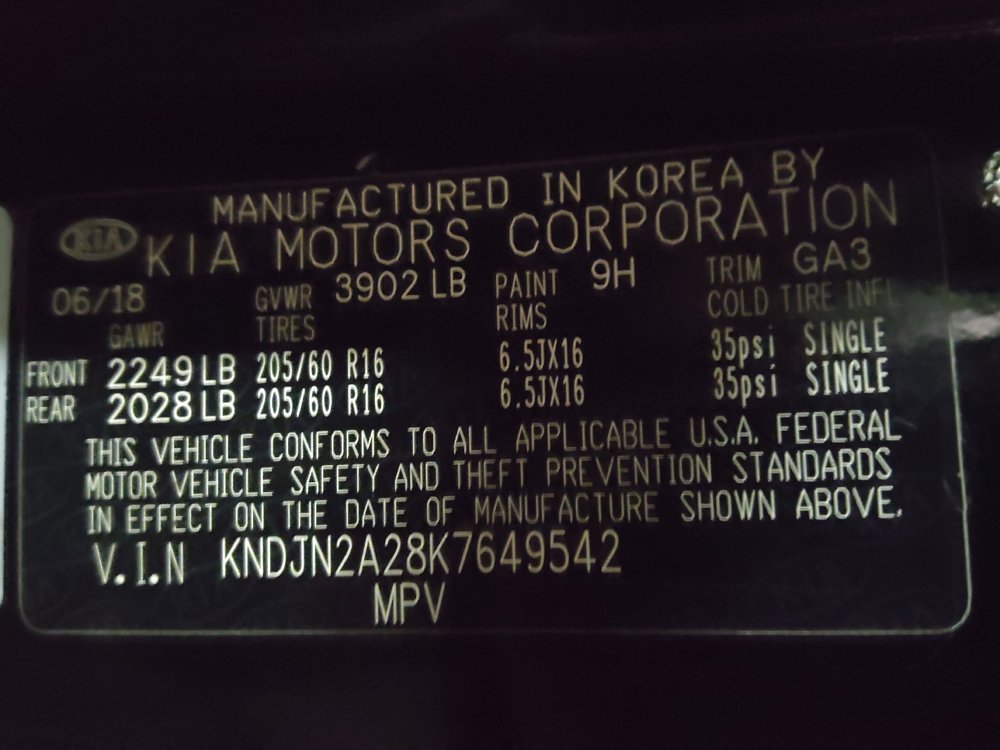 MANUFACTURED IN KOREA BY
KIA KIA MOTORS CORPORATION
06/18 GVWR 3902 LB PAINT 9H TRIM GA3
GAWR TIRES RIMS COLD TIRE INFL
FRONT 2249 LB 205/60 R16 6.5JX16 35psi SINGLE
REAR 2028 LB 205/60 R16 6.5JX16 35psi SINGLE
THIS VEHICLE CONFORMS TO ALL APPLICABLE U.S.A. FEDERAL
MOTOR VEHICLE SAFETY AND THEFT PREVENTION STANDARDS
IN EFFECT ON THE DATE OF MANUFACTURE SHOWN ABOVE.
V.I.N KNDJN2A28K7649542
MPV